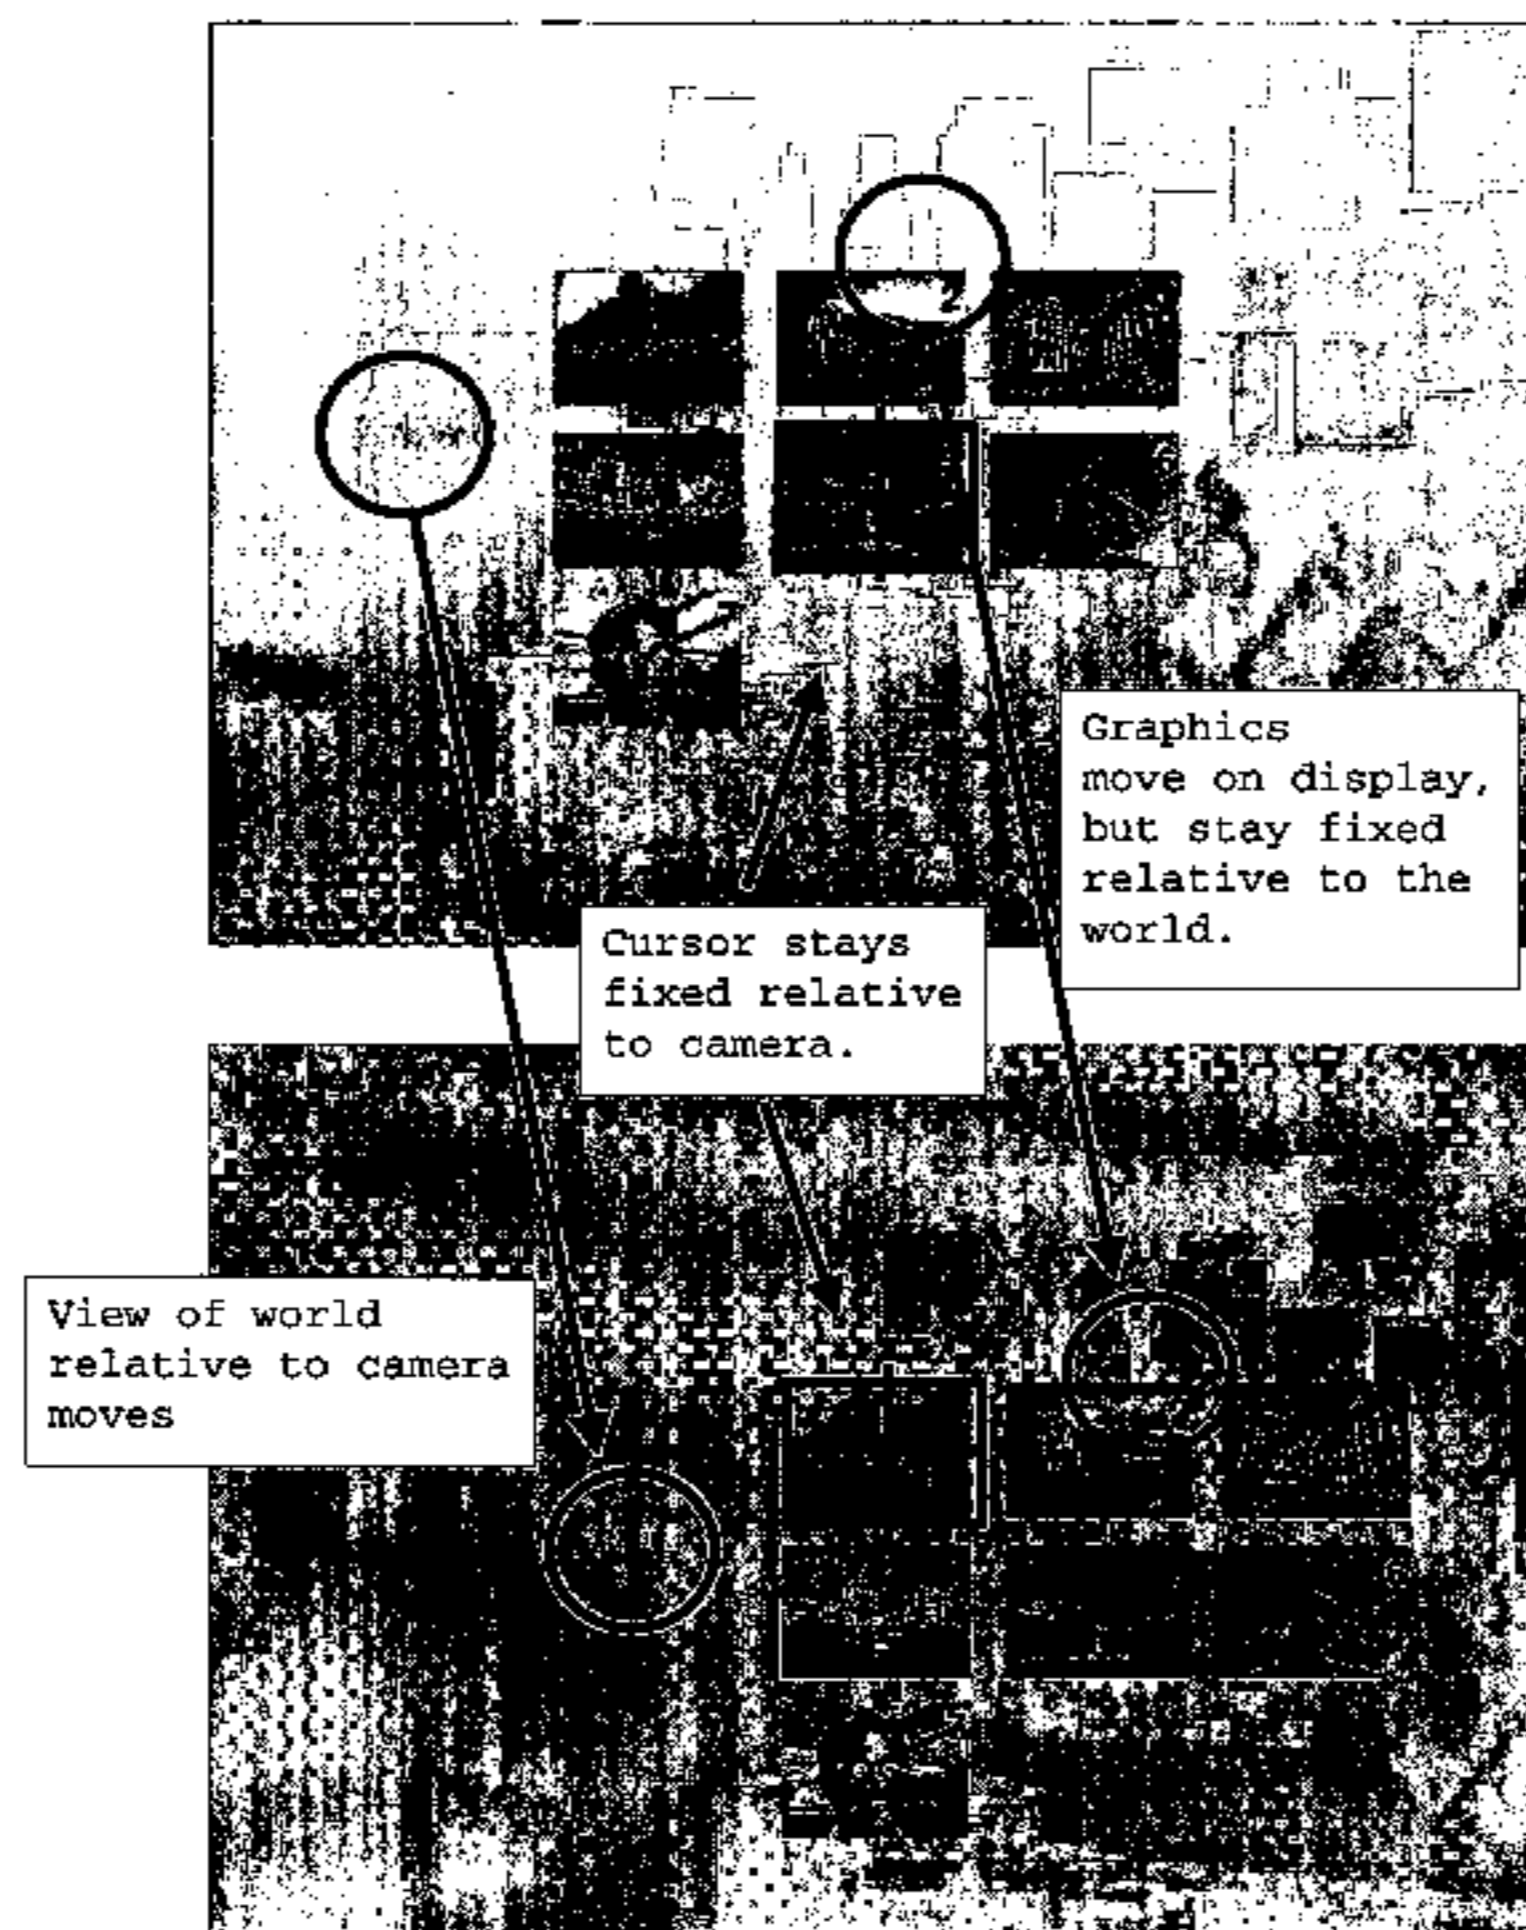 Graphics
move on display,
but stay fixed
relative to the
world.
Cursor stays
fixed relative
to camera.
View of world
relative to camera
moves